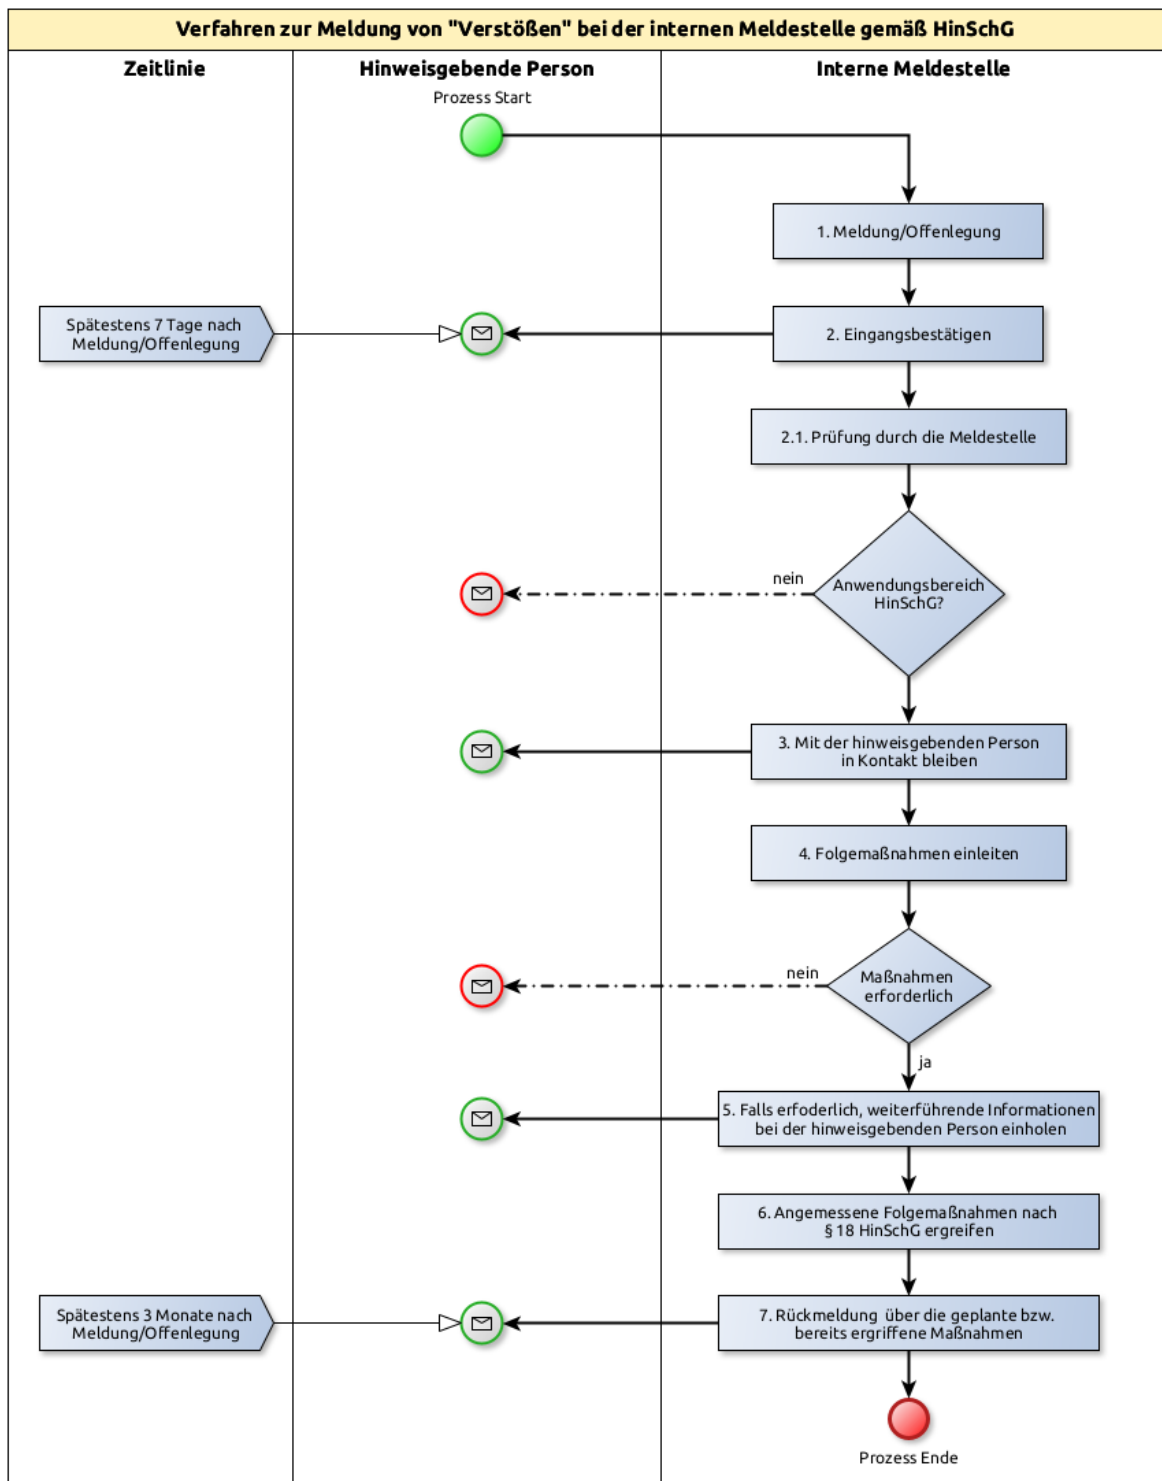 Verfahren zur Meldung von "Verstößen" bei der internen Meldestelle gemäß HinSchG
Zeitlinie
Hinweisgebende Person
Interne Meldestelle
Prozess Start
1. Meldung/Offenlegung
Spätestens 7 Tage nach
Meldung/Offenlegung
2. Eingangsbestätigen
2.1. Prüfung durch die Meldestelle
nein
Anwendungsbereich
HinSchG?
3. Mit der hinweisgebenden Person
in Kontakt bleiben
4. Folgemaßnahmen einleiten
nein
Maßnahmen
erforderlich
ja
5. Falls erfoderlich, weiterführende Informationen
bei der hinweisgebenden Person einholen
6. Angemessene Folgemaßnahmen nach
§ 18 HinSchG ergreifen
Spätestens 3 Monate nach
Meldung/Offenlegung
7. Rückmeldung über die geplante bzw.
bereits ergriffene Maßnahmen
Prozess Ende